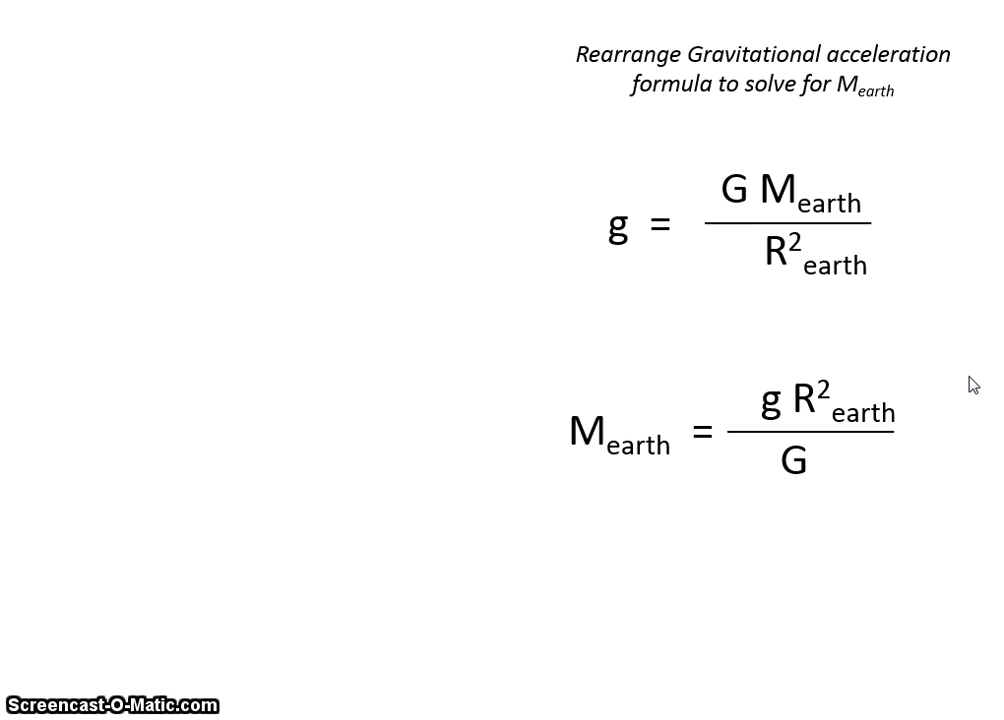 Rearrange Gravitational acceleration
formula to solve for Mearth
g = G Mearth / R²earth
Mearth = g R²earth / G
Screencast-O-Matic.com